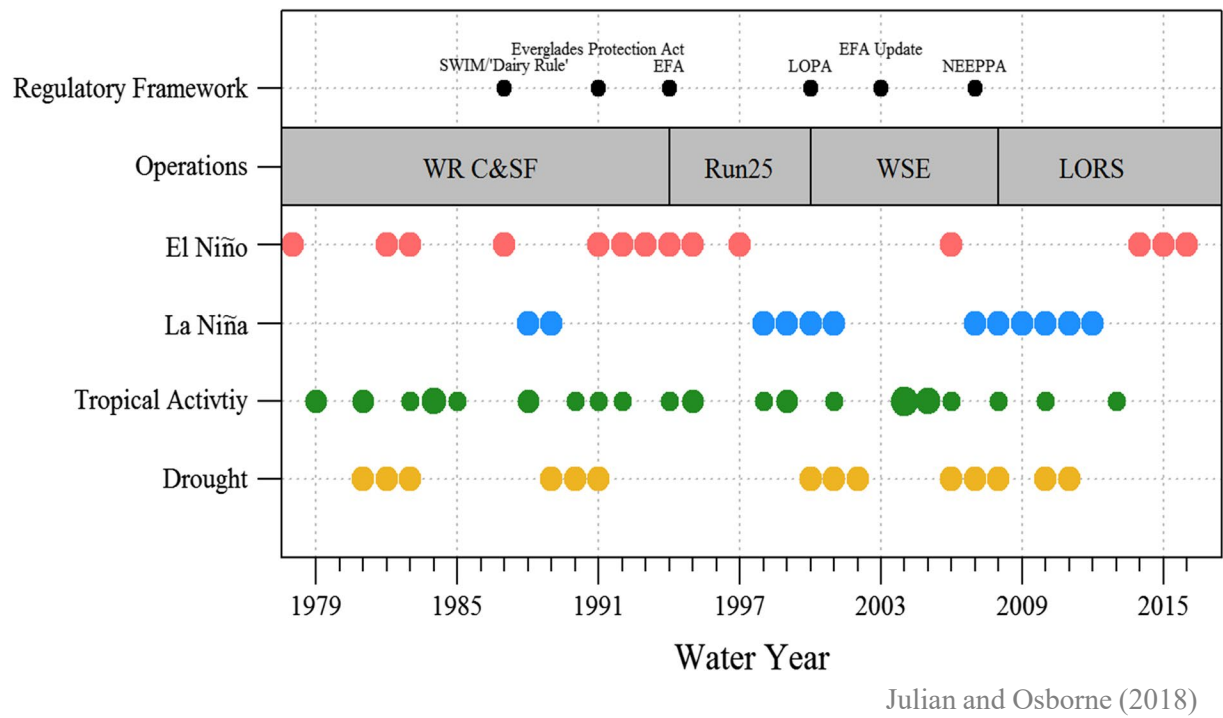 Everglades Protection Act
EFA Update
SWIM/'Dairy Rule'
EFA
LOPA
NEEPPA
Regulatory Framework
Operations
WR C&SF
Run25
WSE
LORS
El Niño
La Niña
Tropical Activtiy
Drought
1979
1985
1991
1997
2003
2009
2015
Water Year
Julian and Osborne (2018)